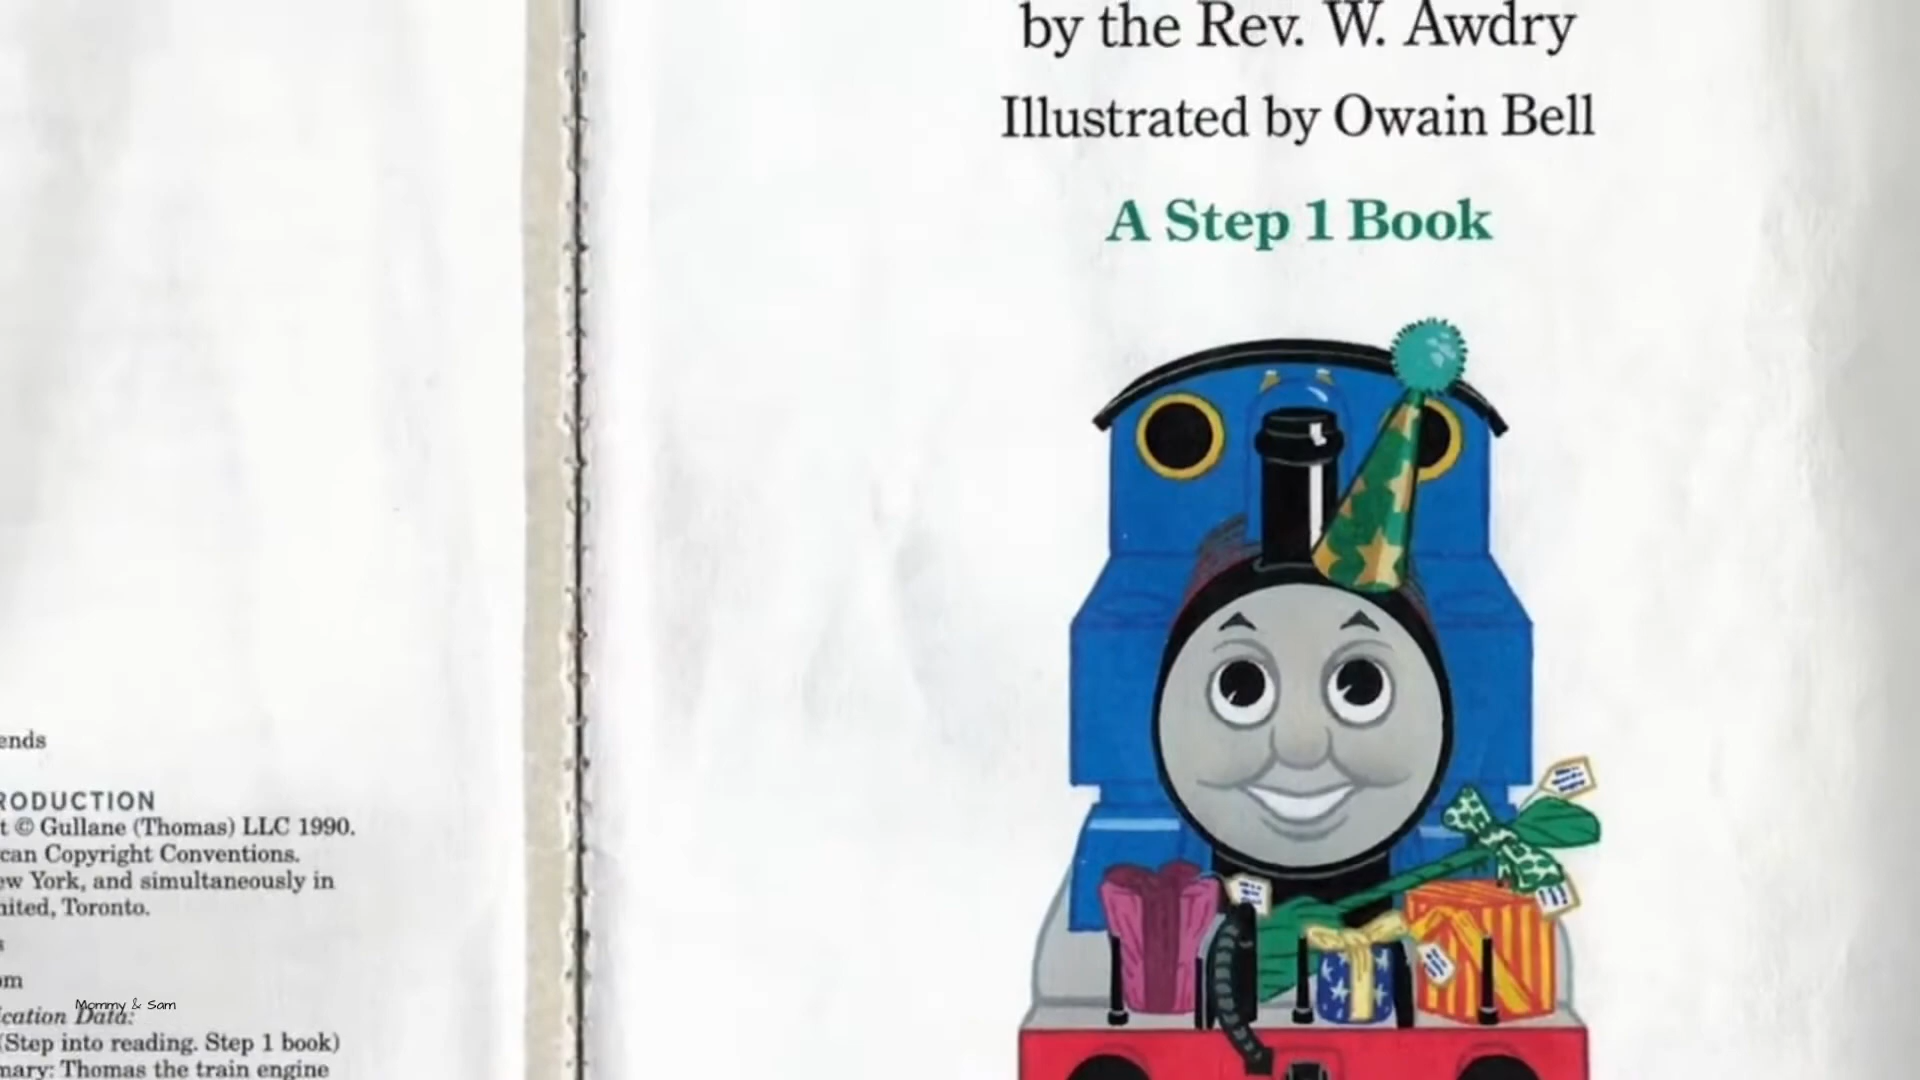 by the Rev. W. Awdry
Illustrated by Owain Bell
A Step 1 Book
ends
RODUCTION
t © Gullane (Thomas) LLC 1990.
can Copyright Conventions.
ew York, and simultaneously in
nited, Toronto.
s
om
Mommy & Sam
ication Data:
(Step into reading. Step 1 book)
mary: Thomas the train engine